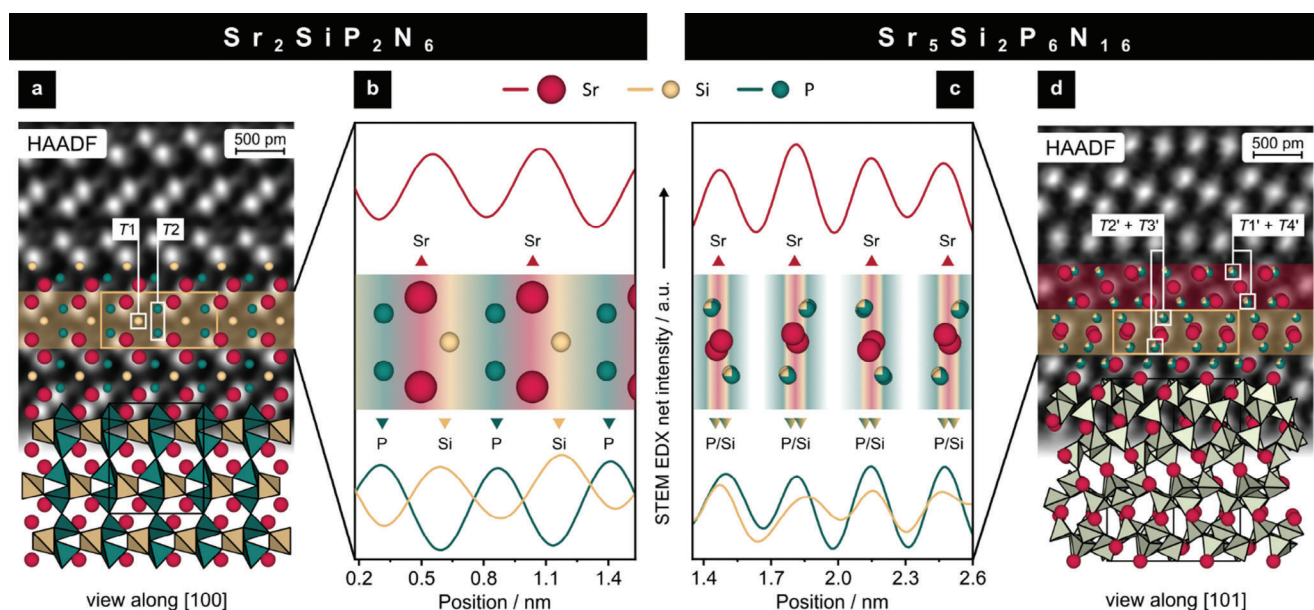 Sr₂SiP₂N₆
Sr₅Si₂P₆N₁₆
a
b
Sr
Si
P
c
d
HAADF
500 pm
T1
T2
view along [100]
Sr
Sr
P
Si
P
Si
P
0.2
0.5
0.8
1.1
1.4
Position / nm
STEM EDX net intensity / a.u.
Sr
Sr
Sr
Sr
P/Si
P/Si
P/Si
P/Si
1.4
1.7
2.0
2.3
2.6
Position / nm
HAADF
500 pm
T2' + T3'
T1' + T4'
view along [101]